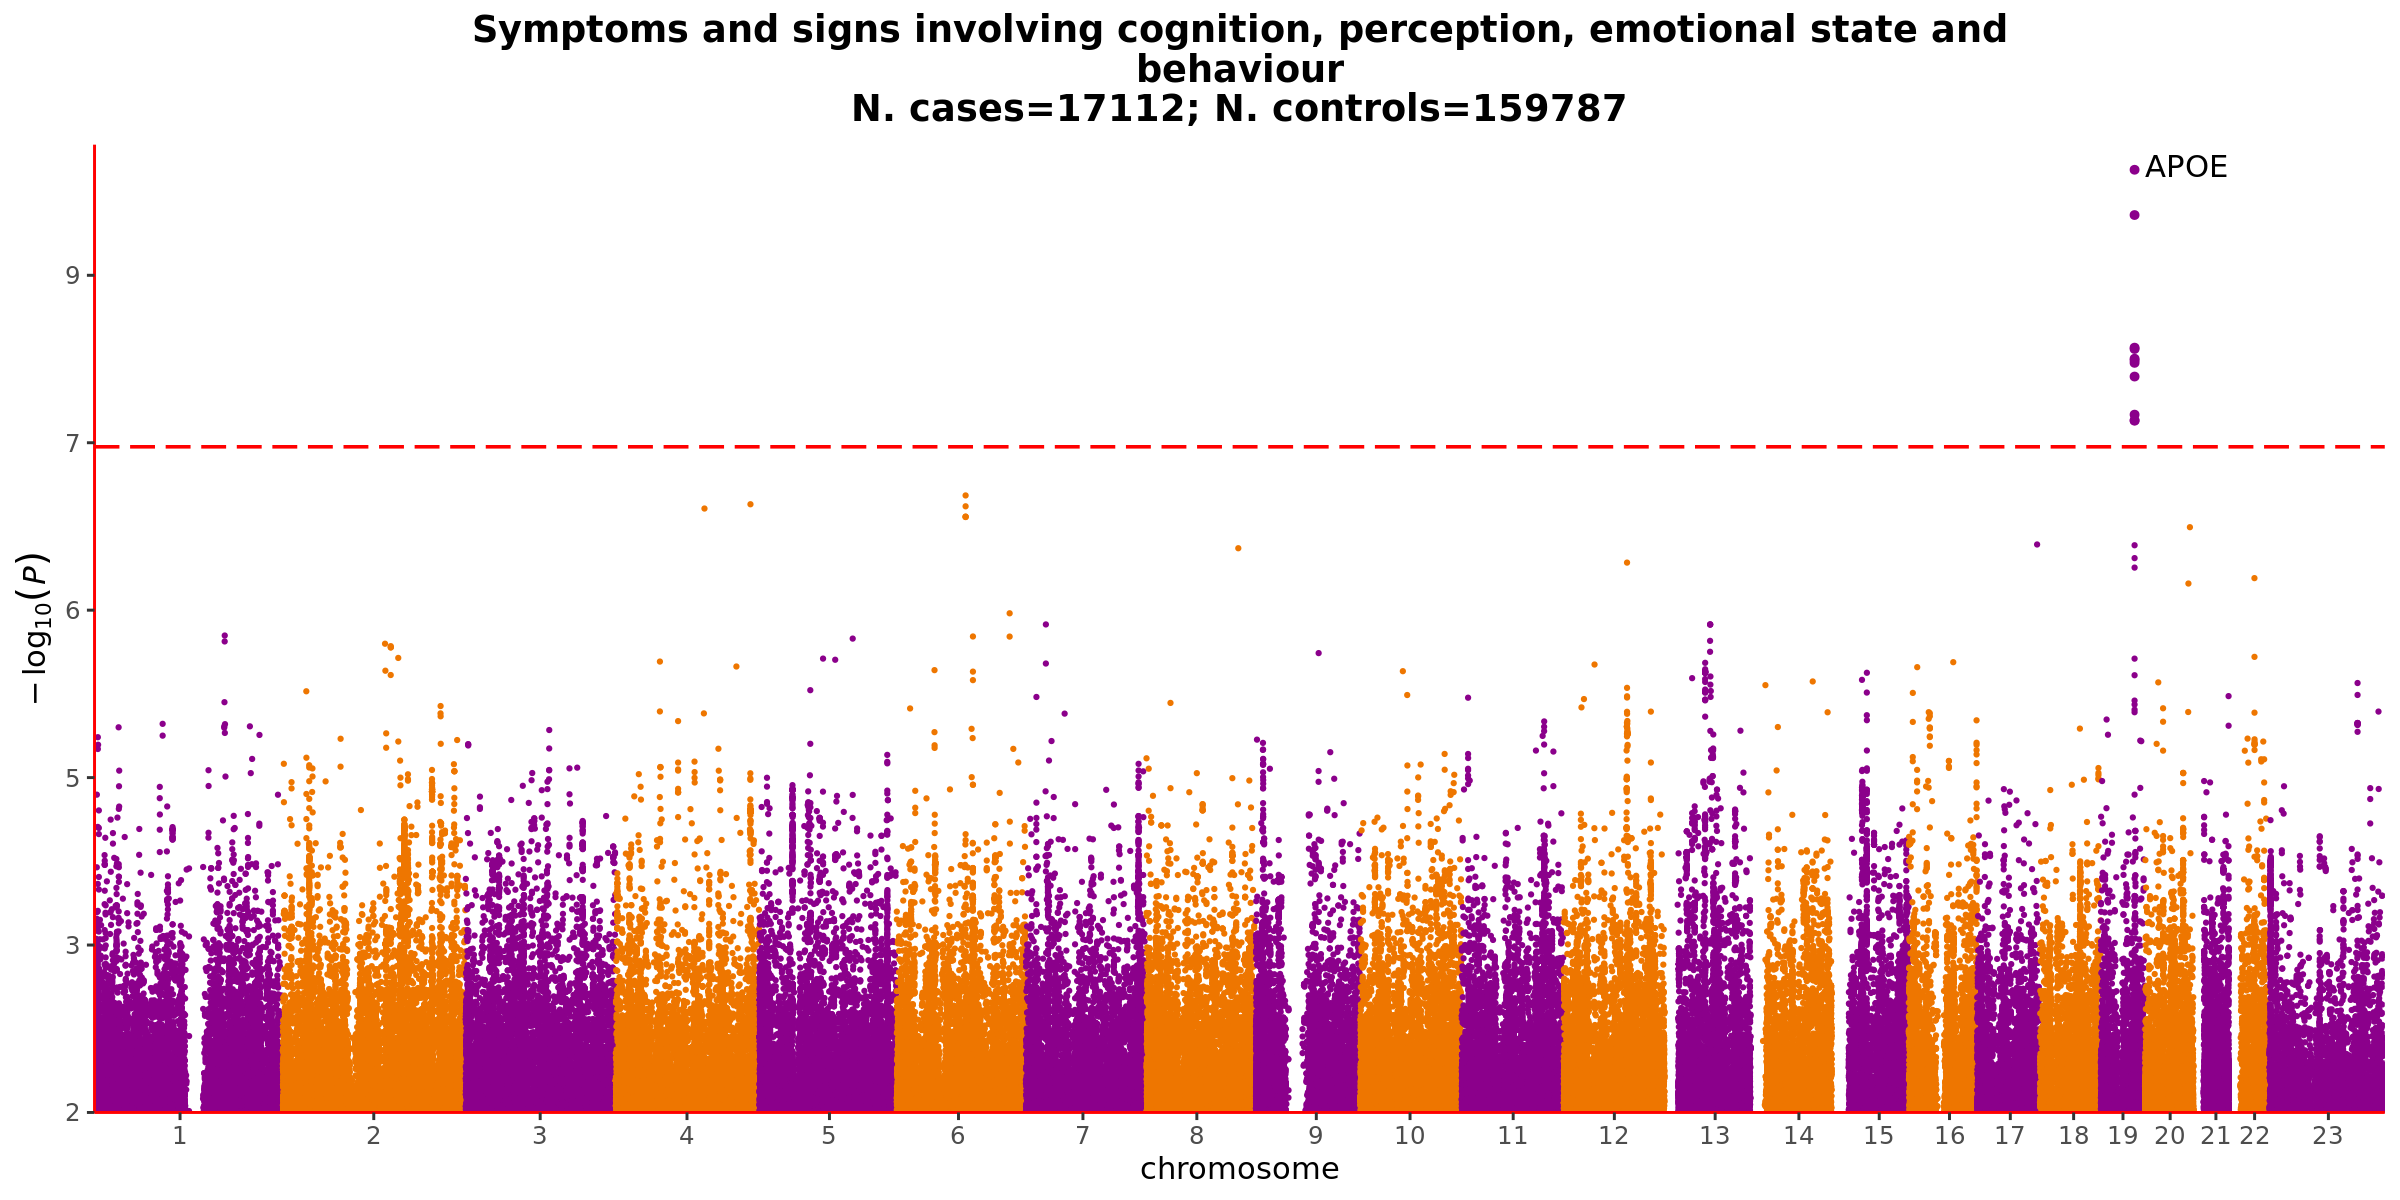 Symptoms and signs involving cognition, perception, emotional state and
behaviour
N. cases=17112; N. controls=159787
APOE
9
7
6
5
3
2
−log10(P)
1 2 3 4 5 6 7 8 9 10 11 12 13 14 15 16 17 18 19 20 21 22 23
chromosome